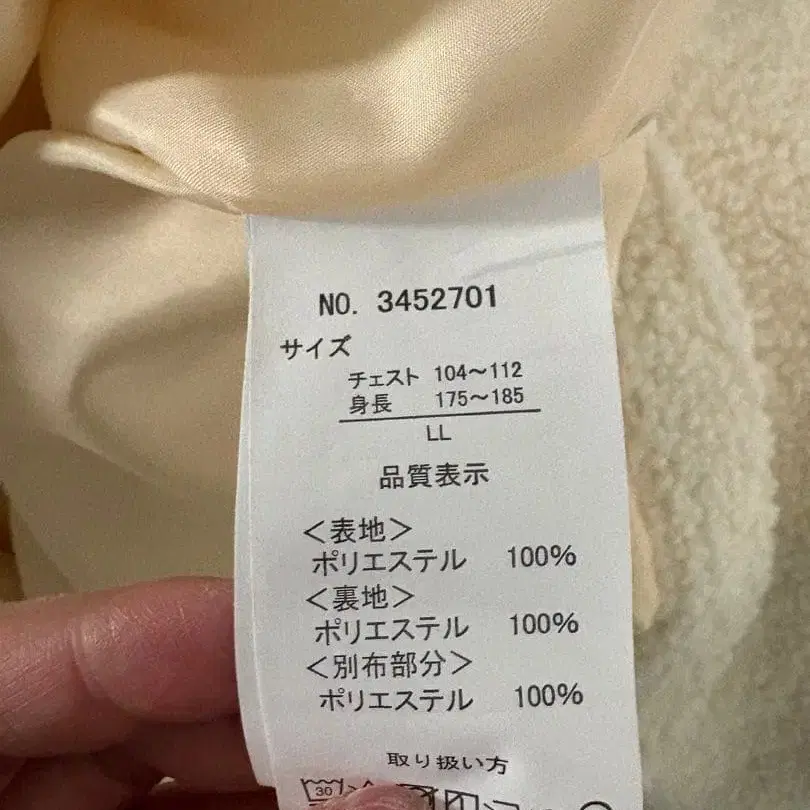 NO. 3452701
サイズ
チェスト 104～112
身長 175～185
LL
品質表示
＜表地＞
ポリエステル 100%
＜裏地＞
ポリエステル 100%
＜別布部分＞
ポリエステル 100%
取り扱い方
30